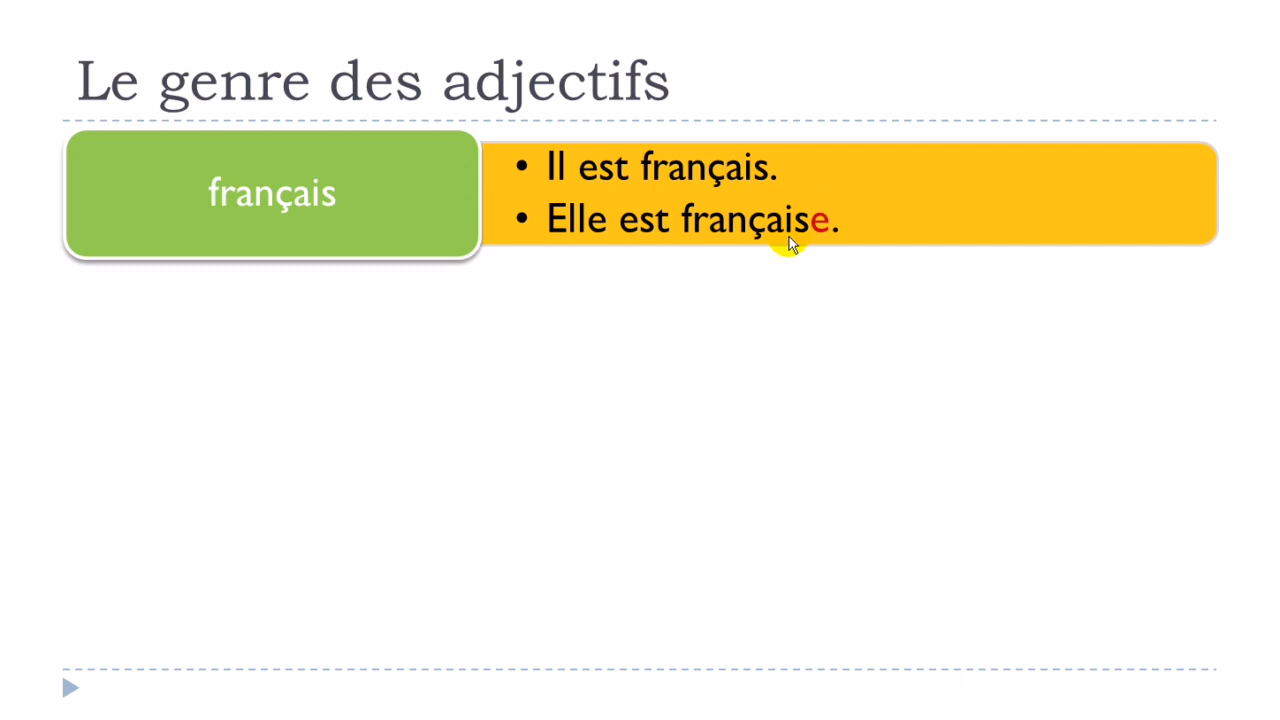 Le genre des adjectifs
français
• Il est français.
• Elle est française.